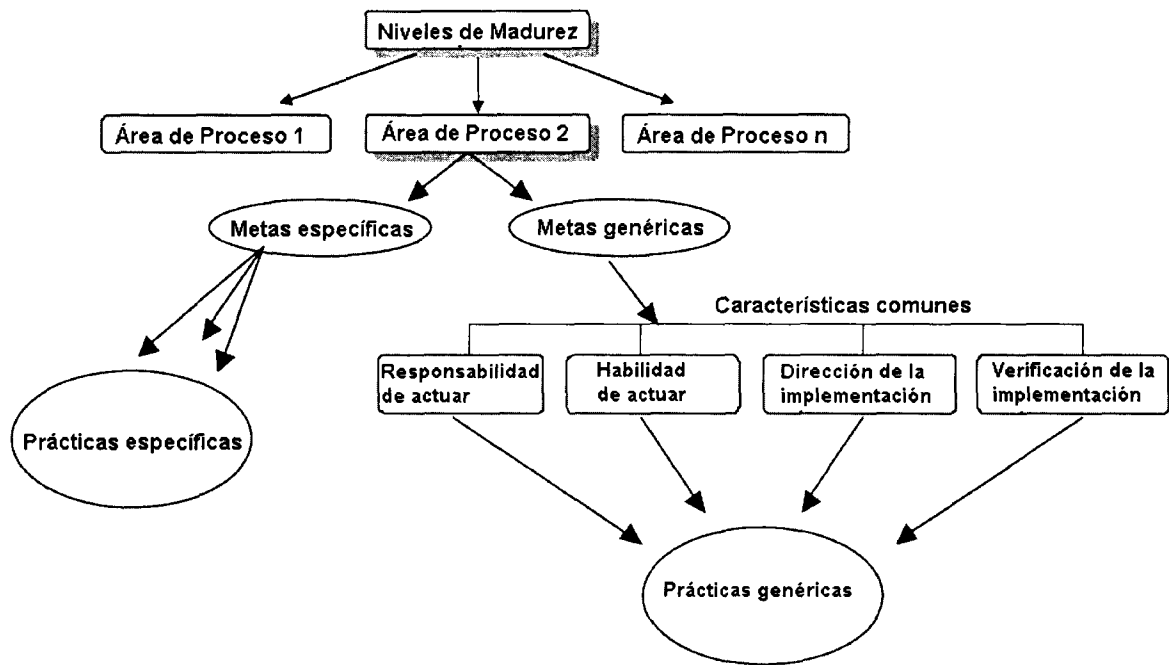 Niveles de Madurez
Área de Proceso 1
Área de Proceso 2
Área de Proceso n
Metas específicas
Metas genéricas
Características comunes
Responsabilidad
de actuar
Habilidad
de actuar
Dirección de la
implementación
Verificación de la
implementación
Prácticas específicas
Prácticas genéricas